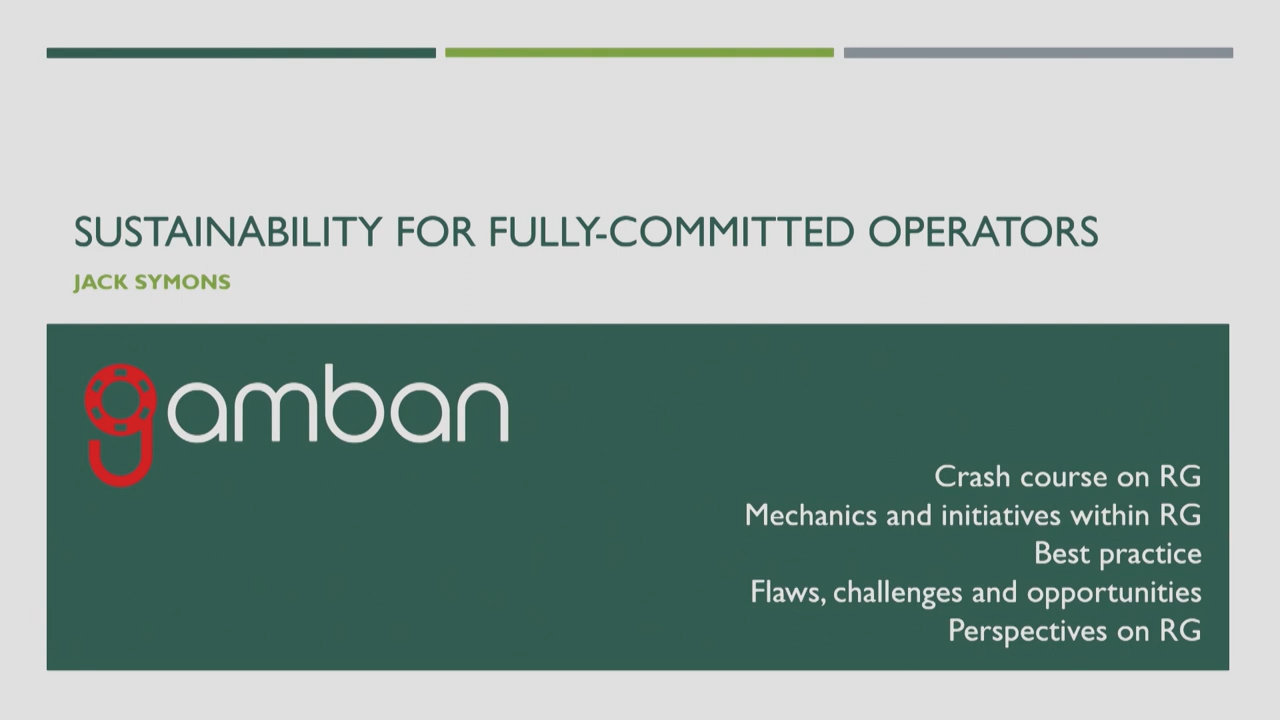 SUSTAINABILITY FOR FULLY-COMMITTED OPERATORS
JACK SYMONS
gamban
Crash course on RG
Mechanics and initiatives within RG
Best practice
Flaws, challenges and opportunities
Perspectives on RG